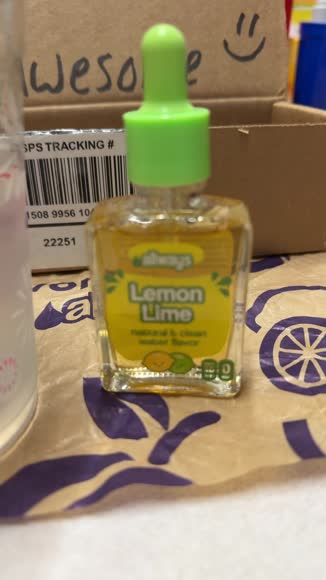 awesome
SPS TRACKING #
1508 9956 10
22251
always
Lemon
Lime
natural & clean
water flavor